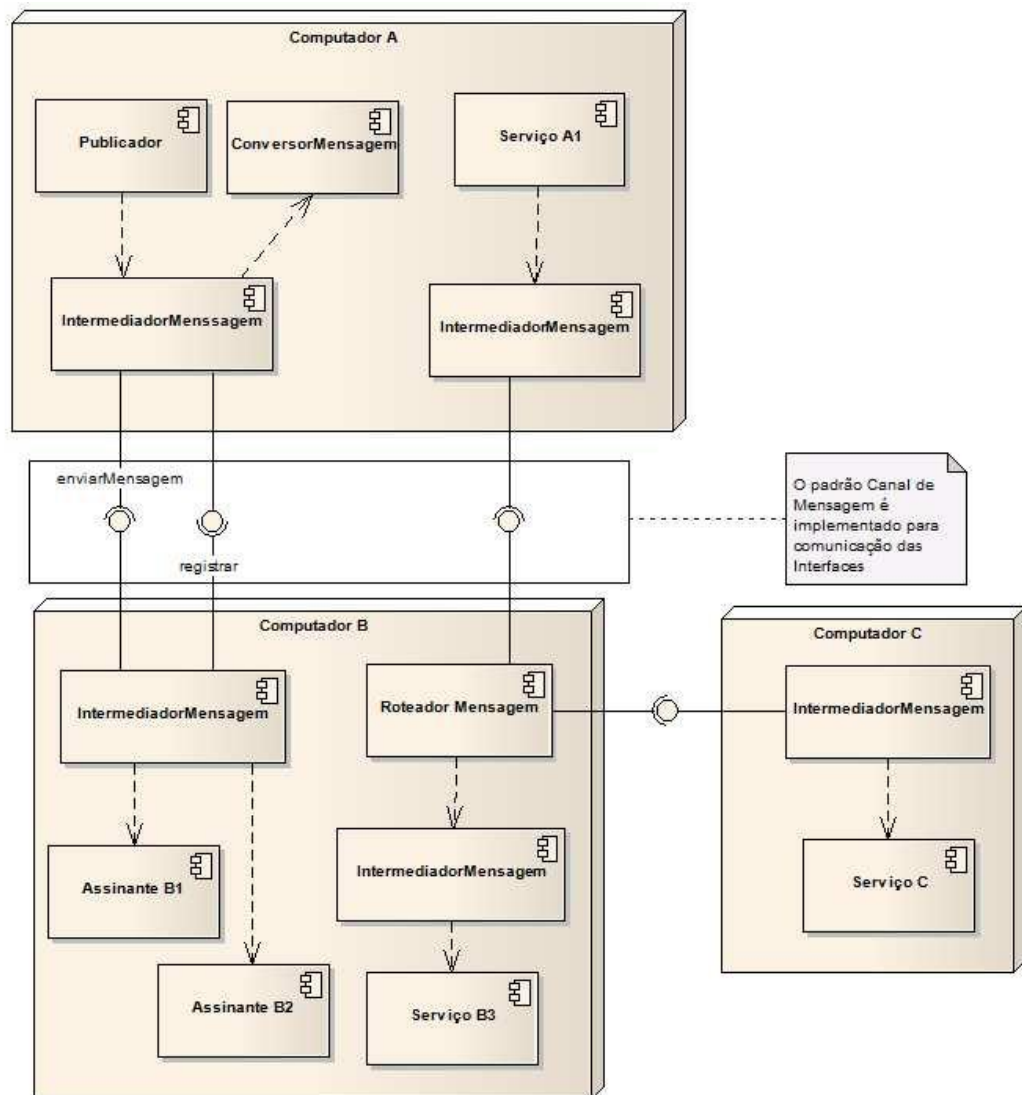 Computador A
Publicador
ConversorMensagem
Serviço A1
IntermediadorMenssagem
IntermediadorMensagem
enviarMensagem
registrar
O padrão Canal de
Mensagem é
implementado para
comunicação das
Interfaces
Computador B
IntermediadorMensagem
Roteador Mensagem
Assinante B1
IntermediadorMensagem
Assinante B2
Serviço B3
Computador C
IntermediadorMensagem
Serviço C